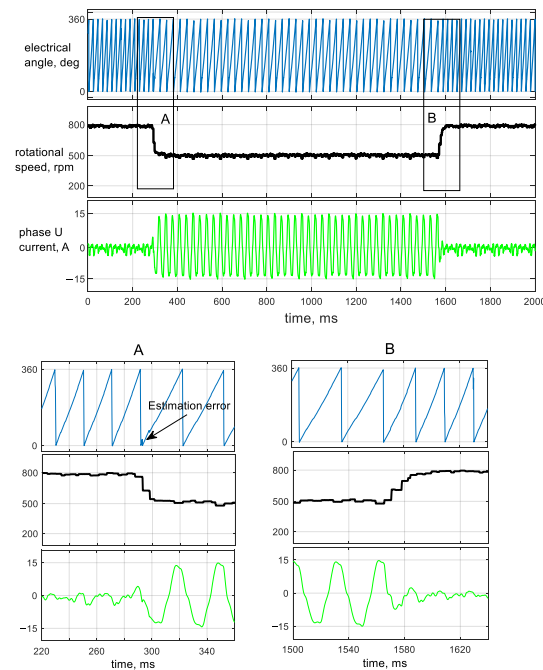 360
electrical
angle, deg
0
800
A
B
rotational
speed, rpm
500
200
15
phase U
current, A
0
−15
0 200 400 600 800 1000 1200 1400 1600 1800 2000
time, ms
A
B
360
360
Estimation error
0
0
800
800
500
500
200
200
15
15
0
0
−15
−15
220 260 300 340
1500 1540 1580 1620
time, ms
time, ms